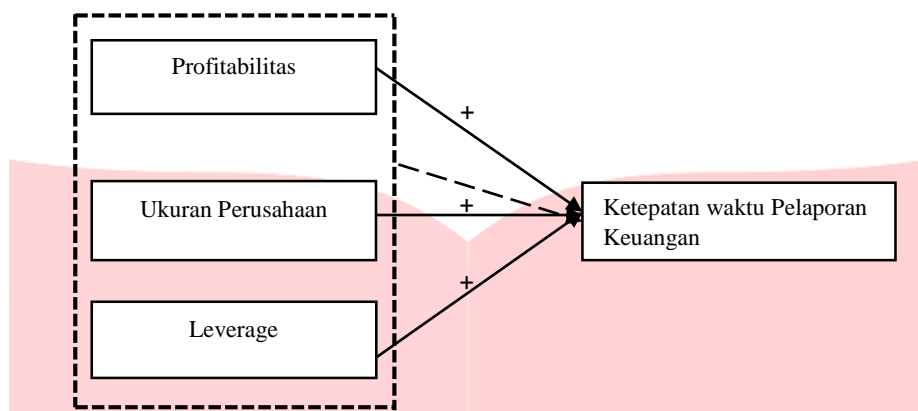 Profitabilitas
+
Ukuran Perusahaan
+
Ketepatan waktu Pelaporan
Keuangan
+
Leverage